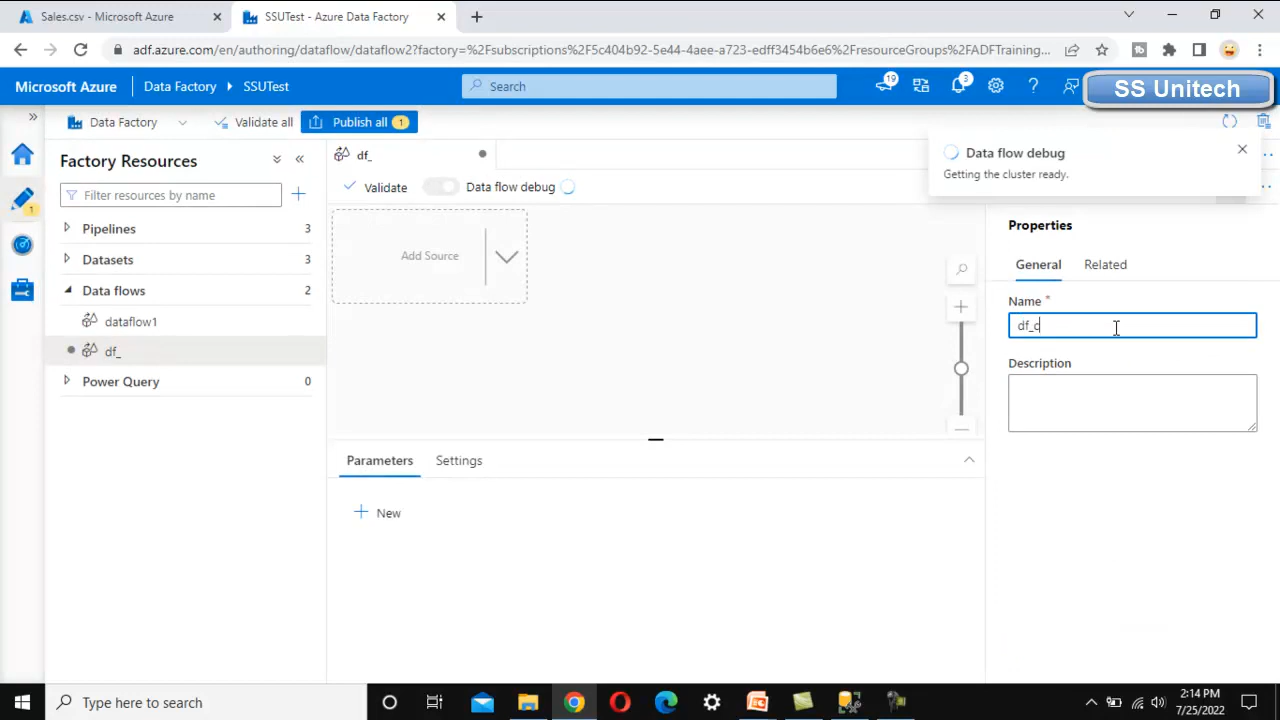 Sales.csv - Microsoft Azure
SSUTest - Azure Data Factory
adf.azure.com/en/authoring/dataflow/dataflow2?factory=%2Fsubscriptions%2F5c404b92-5e44-4aee-a723-edff3454b6e6%2FresourceGroups%2FADFTraining...
Microsoft Azure
Data Factory
SSUTest
Search
19
3
SS Unitech
Data Factory
Validate all
Publish all
1
Factory Resources
Filter resources by name
Pipelines 3
Datasets 3
Data flows 2
dataflow1
df_
Power Query 0
1
df_
Validate
Data flow debug
Add Source
Parameters
Settings
New
Data flow debug
Getting the cluster ready.
Properties
General
Related
Name *
df_c
Description
Type here to search
2:14 PM
7/25/2022